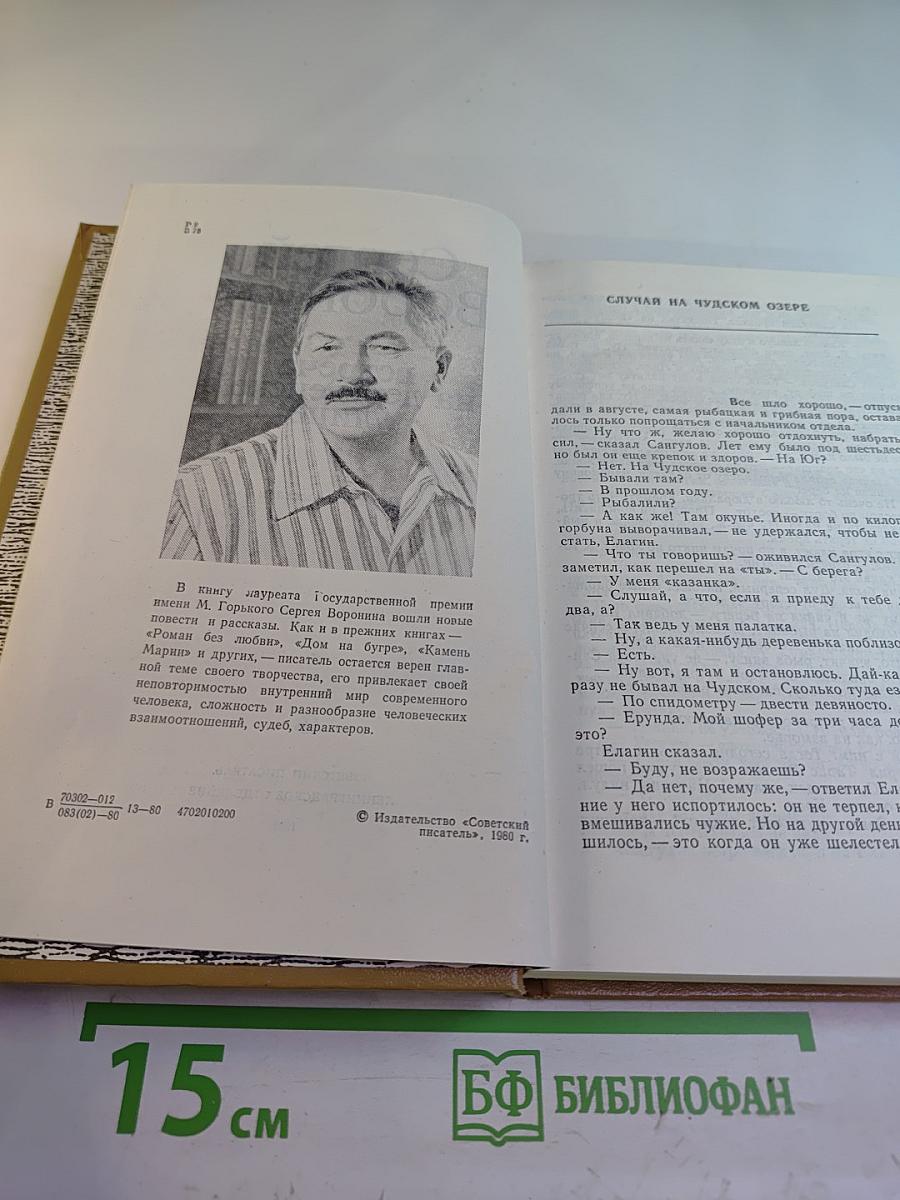 В книгу лауреата Государственной премии
имени М. Горького Сергея Воронина вошли новые
повести и рассказы. Как и в прежних книгах —
«Роман без любви», «Дом на бугре», «Камень
Марии» и других, — писатель остается верен глав-
ной теме своего творчества, его привлекает своей
неповторимостью внутренний мир современного
человека, сложность и разнообразие человеческих
взаимоотношений, судеб, характеров.
В 70302—012
083(02)—80 13—80 4702010200
© Издательство «Советский
писатель», 1980 г.
СЛУЧАЙ НА ЧУДСКОМ ОЗЕРЕ
Все шло хорошо, — отпуск
дали в августе, самая рыбацкая и грибная пора, остава
лось только попрощаться с начальником отдела.
— Ну что ж, желаю хорошо отдохнуть, набрать
сил, — сказал Сангулов. Лет ему было под шестьдес
но был он еще крепок и здоров. — На Юг?
— Нет. На Чудское озеро.
— Бывали там?
— В прошлом году.
— Рыбалили?
— А как же! Там окунье. Иногда и по килог
горбуна выворачивал, — не удержался, чтобы не
стать, Елагин.
— Что ты говоришь? — оживился Сангулов.
заметил, как перешел на «ты». — С берега?
— У меня «казанка».
— Слушай, а что, если я приеду к тебе
два, а?
— Так ведь у меня палатка.
— Ну, а какая-нибудь деревенька поблизо
— Есть.
— Ну вот, я там и остановлюсь. Дай-ка
разу не бывал на Чудском. Сколько туда ез
— По спидометру — двести девяносто.
— Ерунда. Мой шофер за три часа до
это?
Елагин сказал.
— Буду, не возражаешь?
— Да нет, почему же, — ответил Ел
ние у него испортилось: он не терпел,
вмешивались чужие. Но на другой день
шилось, — это когда он уже шелестел
15 см
БФ БИБЛИОФАН